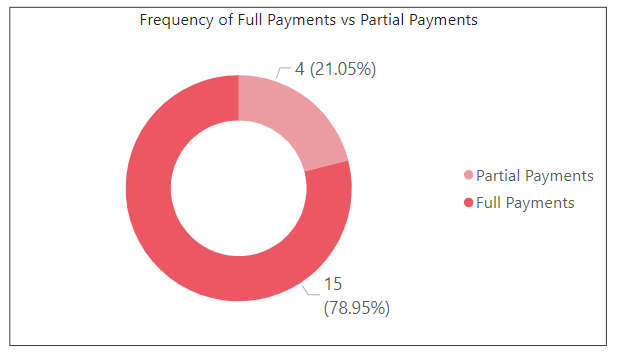 Frequency of Full Payments vs Partial Payments
4 (21.05%)
Partial Payments
Full Payments
15
(78.95%)